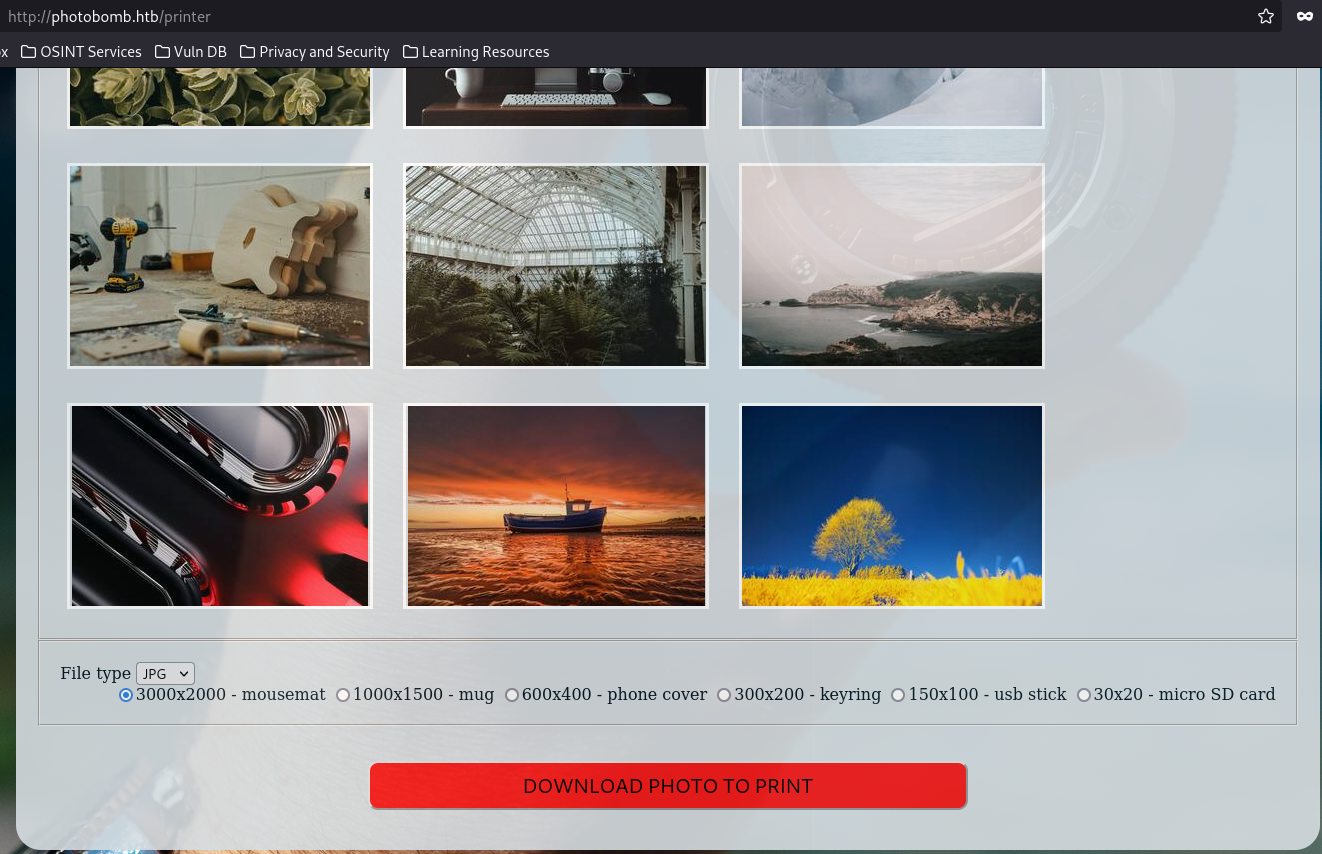 http://photobomb.htb/printer
x OSINT Services Vuln DB Privacy and Security Learning Resources
File type JPG
3000x2000 - mousemat 1000x1500 - mug 600x400 - phone cover 300x200 - keyring 150x100 - usb stick 30x20 - micro SD card
DOWNLOAD PHOTO TO PRINT